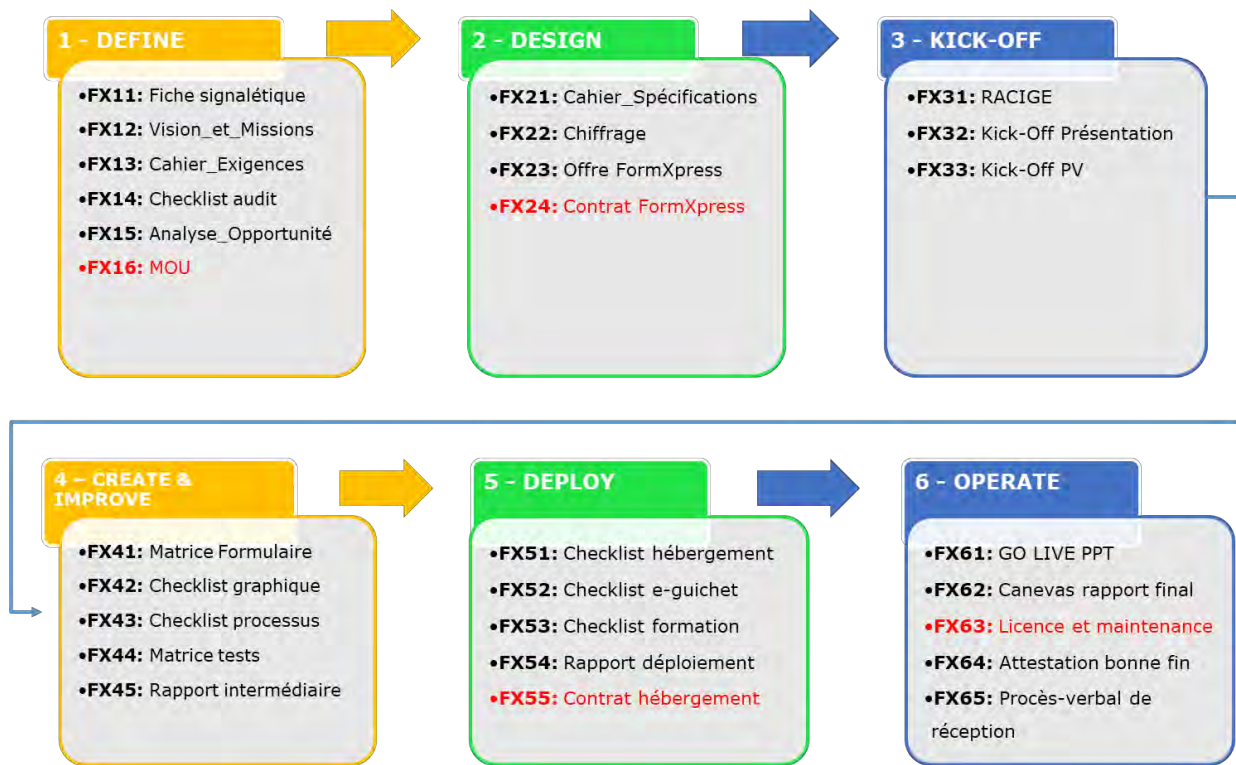 1 - DEFINE
•FX11: Fiche signalétique
•FX12: Vision_et_Missions
•FX13: Cahier_Exigences
•FX14: Checklist audit
•FX15: Analyse_Opportunité
•FX16: MOU
2 - DESIGN
•FX21: Cahier_Spécifications
•FX22: Chiffrage
•FX23: Offre FormXpress
•FX24: Contrat FormXpress
3 - KICK-OFF
•FX31: RACIGE
•FX32: Kick-Off Présentation
•FX33: Kick-Off PV
4 – CREATE &
IMPROVE
•FX41: Matrice Formulaire
•FX42: Checklist graphique
•FX43: Checklist processus
•FX44: Matrice tests
•FX45: Rapport intermédiaire
5 - DEPLOY
•FX51: Checklist hébergement
•FX52: Checklist e-guichet
•FX53: Checklist formation
•FX54: Rapport déploiement
•FX55: Contrat hébergement
6 - OPERATE
•FX61: GO LIVE PPT
•FX62: Canevas rapport final
•FX63: Licence et maintenance
•FX64: Attestation bonne fin
•FX65: Procès-verbal de
réception